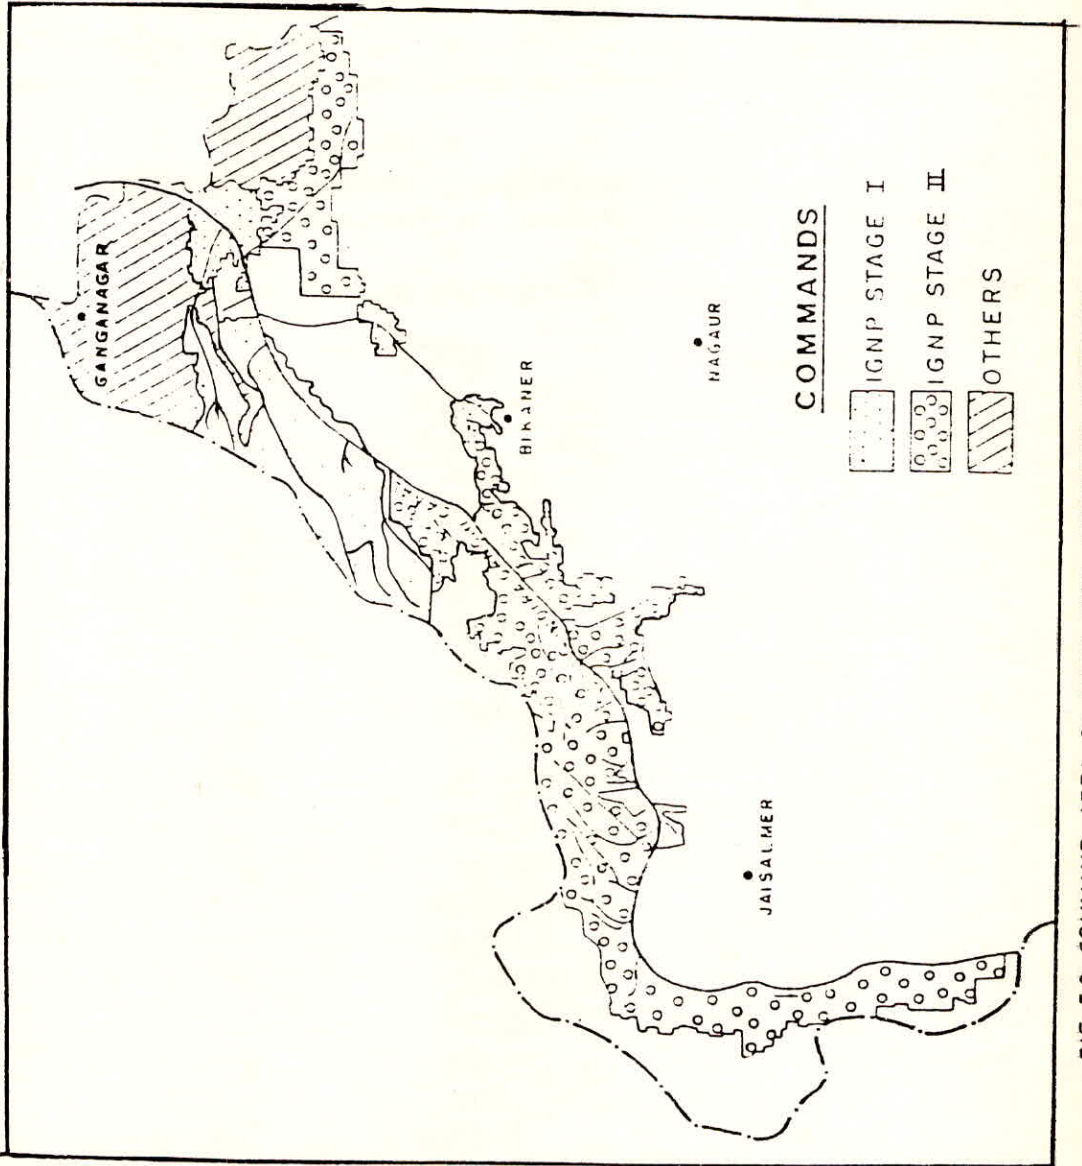 GANGANAGAR
BIKANER
NAGAUR
JAISALMER
COMMANDS
IGNP STAGE I
IGNP STAGE II
OTHERS